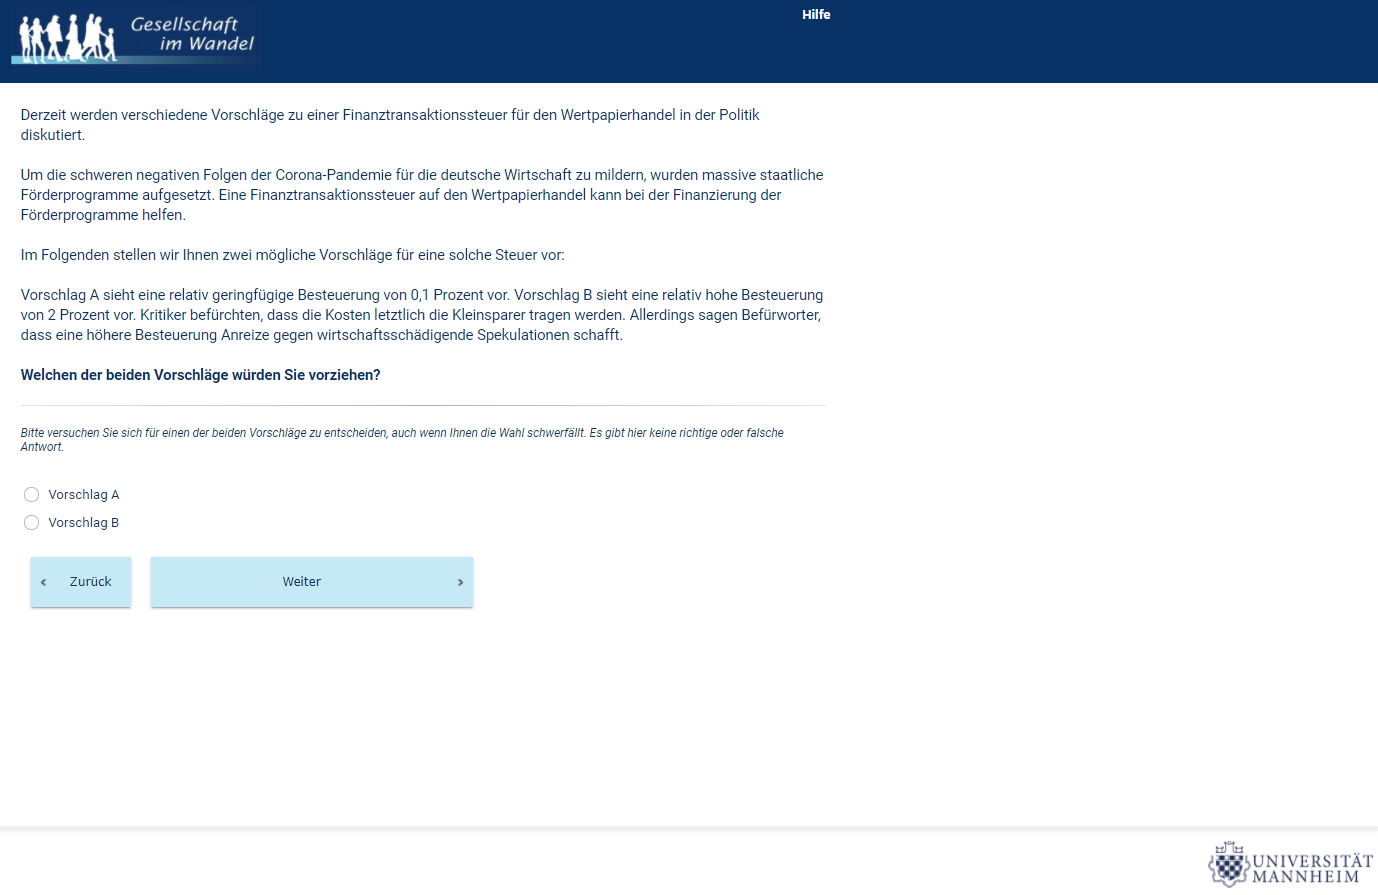 Gesellschaft
im Wandel
Hilfe
Derzeit werden verschiedene Vorschläge zu einer Finanztransaktionssteuer für den Wertpapierhandel in der Politik
diskutiert.
Um die schweren negativen Folgen der Corona-Pandemie für die deutsche Wirtschaft zu mildern, wurden massive staatliche
Förderprogramme aufgesetzt. Eine Finanztransaktionssteuer auf den Wertpapierhandel kann bei der Finanzierung der
Förderprogramme helfen.
Im Folgenden stellen wir Ihnen zwei mögliche Vorschläge für eine solche Steuer vor:
Vorschlag A sieht eine relativ geringfügige Besteuerung von 0,1 Prozent vor. Vorschlag B sieht eine relativ hohe Besteuerung
von 2 Prozent vor. Kritiker befürchten, dass die Kosten letztlich die Kleinsparer tragen werden. Allerdings sagen Befürworter,
dass eine höhere Besteuerung Anreize gegen wirtschaftsschädigende Spekulationen schafft.
Welchen der beiden Vorschläge würden Sie vorziehen?
Bitte versuchen Sie sich für einen der beiden Vorschläge zu entscheiden, auch wenn Ihnen die Wahl schwerfällt. Es gibt hier keine richtige oder falsche
Antwort.
Vorschlag A
Vorschlag B
Zurück
Weiter
UNIVERSITÄT
MANNHEIM